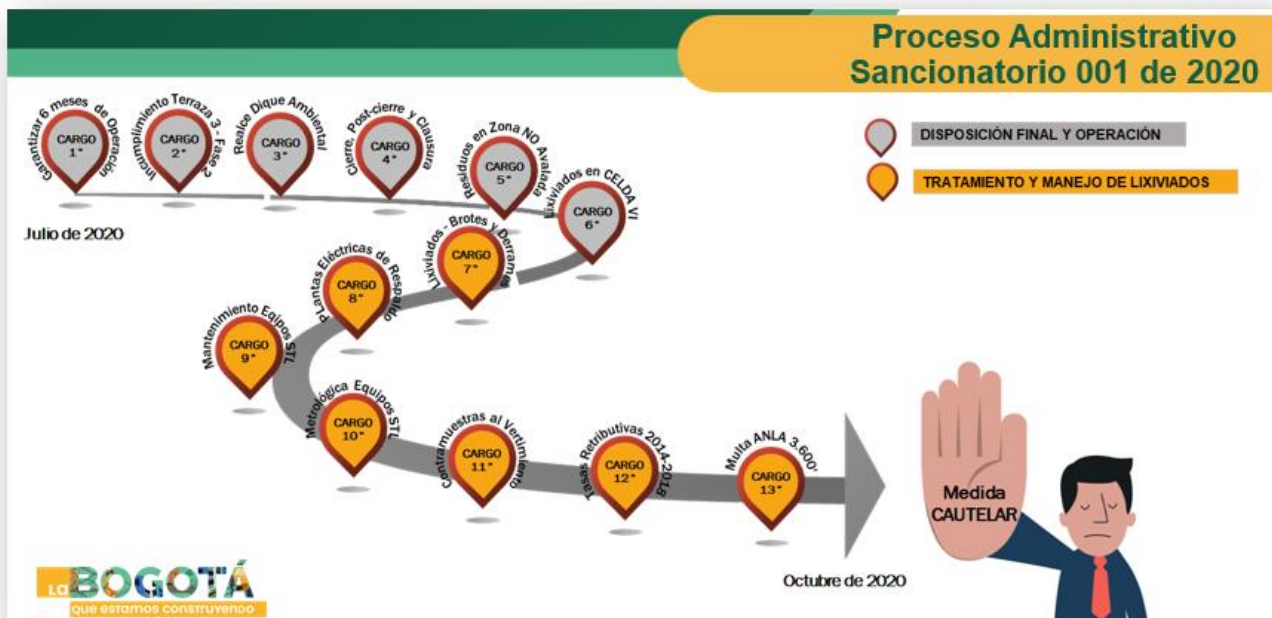 Proceso Administrativo
Sancionatorio 001 de 2020
DISPOSICIÓN FINAL Y OPERACIÓN
TRATAMIENTO Y MANEJO DE LIXIVIADOS
Garantizar 6 meses de Operación
CARGO
1°
Incumplimiento Terraza 3 - Fase 2
CARGO
2°
Realce Dique Ambiental
CARGO
3°
Cierre, Post-cierre y Clausura
CARGO
4°
Residuos en Zona NO Avalada
CARGO
5°
Lixiviados en CELDA VI
CARGO
6°
Julio de 2020
Lixiviados - Brotes y Derrames
CARGO
7°
Plantas Eléctricas de Respaldo
CARGO
8°
Mantenimiento Eqipos STL
CARGO
9°
Metrológica Equipos STL
CARGO
10°
Contramuestras al Vertimiento
CARGO
11°
Tasas Retributivas 2014-2018
CARGO
12°
Multa ANLA 3.600'
CARGO
13°
Medida
CAUTELAR
Octubre de 2020
La BOGOTÁ
que estamos construyendo